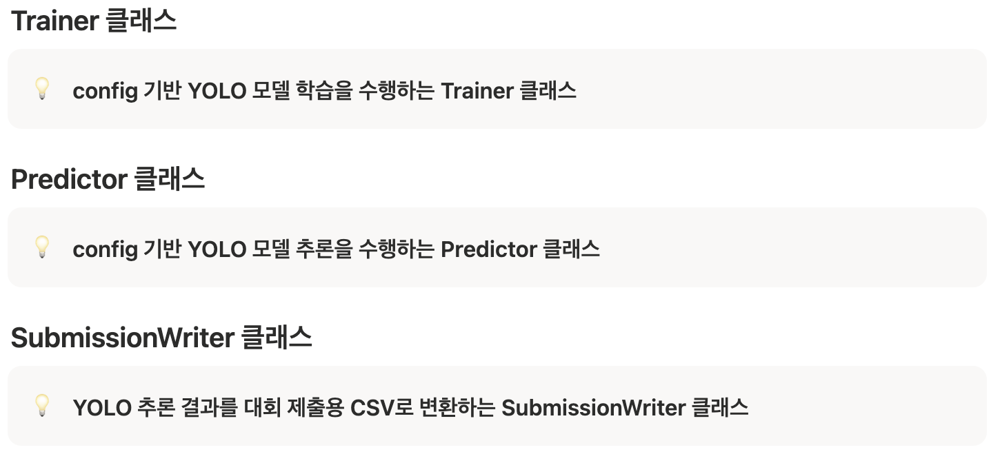 Trainer 클래스
config 기반 YOLO 모델 학습을 수행하는 Trainer 클래스
Predictor 클래스
config 기반 YOLO 모델 추론을 수행하는 Predictor 클래스
SubmissionWriter 클래스
YOLO 추론 결과를 대회 제출용 CSV로 변환하는 SubmissionWriter 클래스